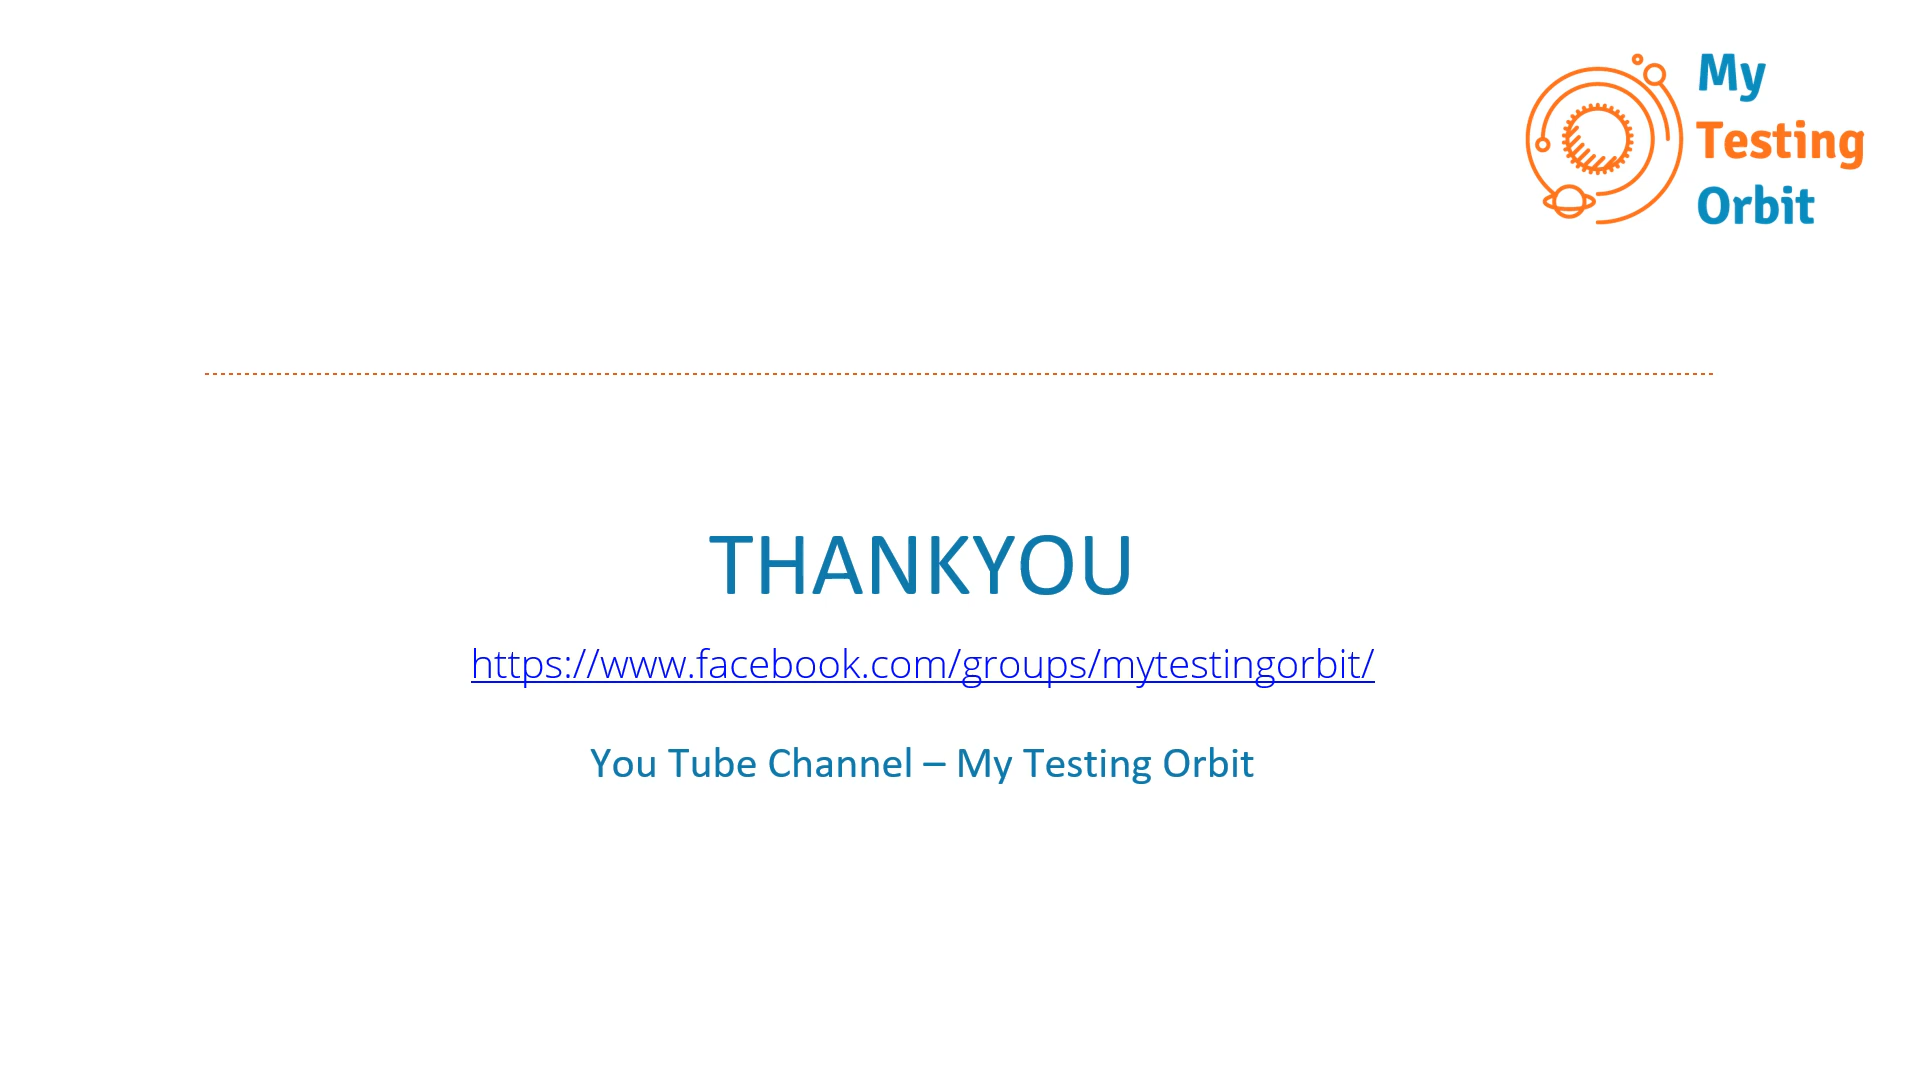 My
Testing
Orbit
THANKYOU
https://www.facebook.com/groups/mytestingorbit/
You Tube Channel – My Testing Orbit